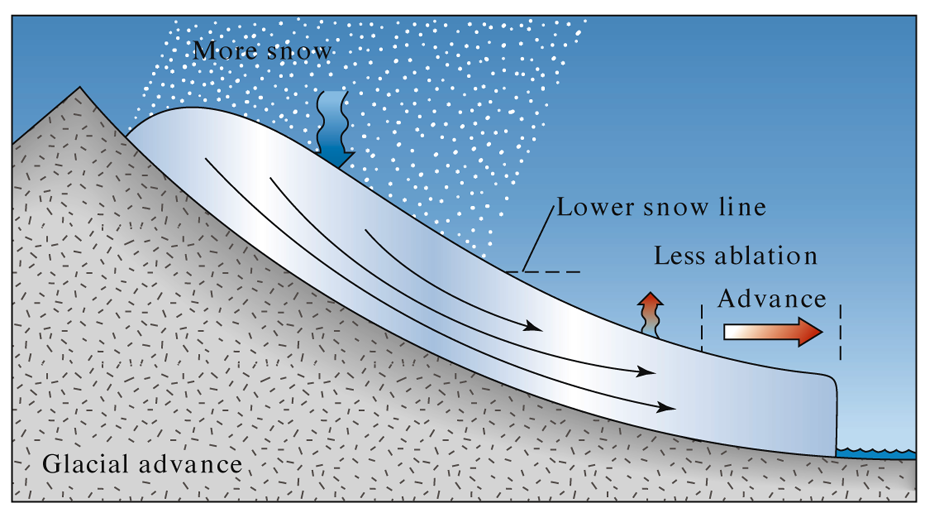 More snow
Lower snow line
Less ablation
Advance
Glacial advance